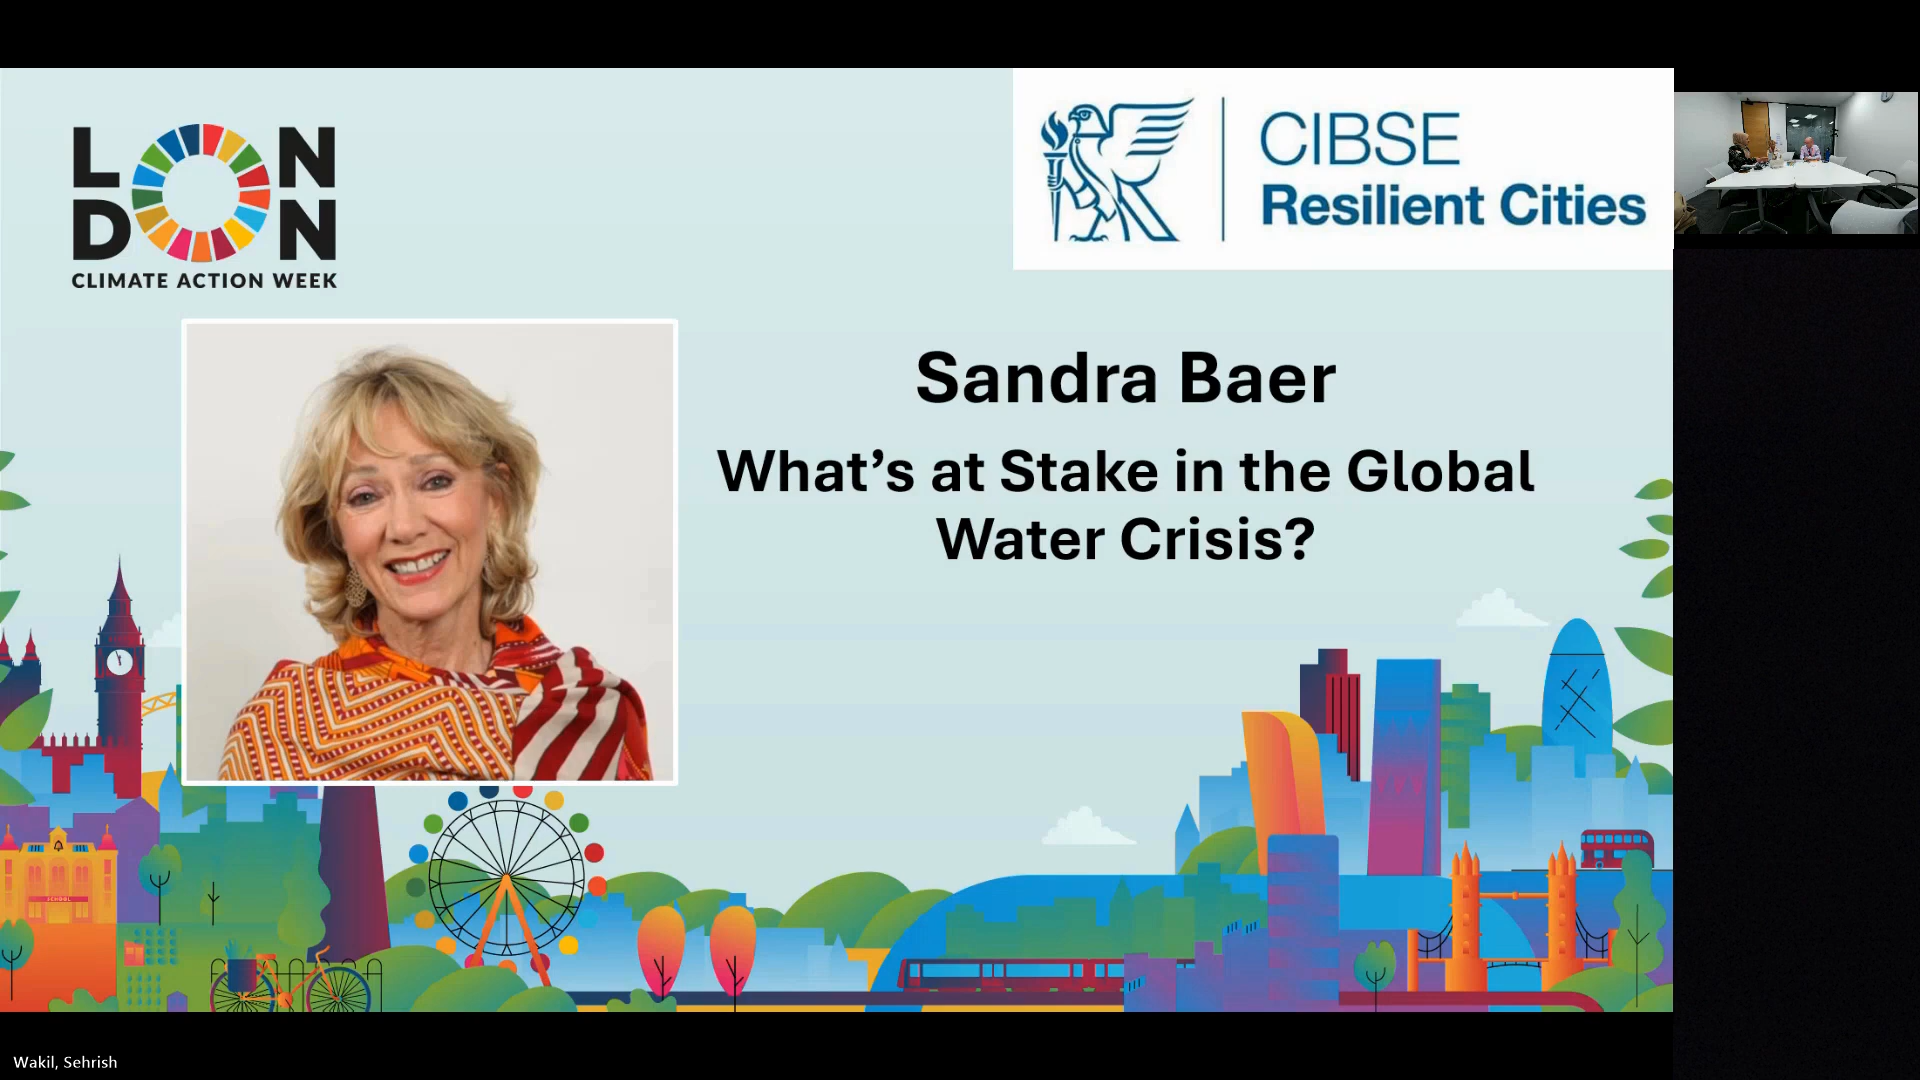 LONDON
CLIMATE ACTION WEEK
CIBSE
Resilient Cities
Sandra Baer
What’s at Stake in the Global
Water Crisis?
SCHOOL
Wakil, Sehrish